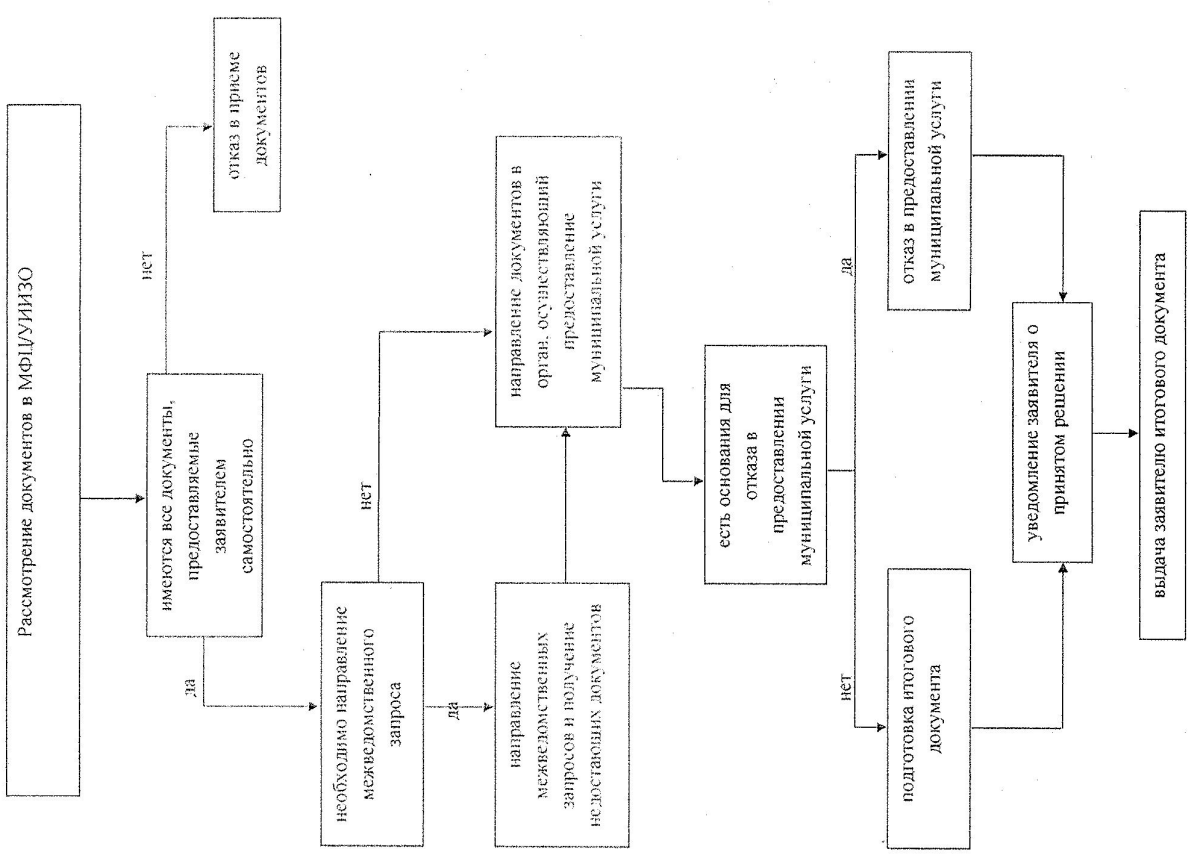 Рассмотрение документов в МФЦ/УИИЗО
имеются все документы,
предоставляемые
заявителем
самостоятельно
нет
отказ в приеме
документов
да
необходимо направление
межведомственного
запроса
нет
да
направление
межведомственных
запросов и получение
недостающих документов
направление документов в
орган, осуществляющий
предоставление
муниципальной услуги
есть основания для
отказа в
предоставлении
муниципальной услуги
нет
да
подготовка итогового
документа
отказ в предоставлении
муниципальной услуги
уведомление заявителя о
принятом решении
выдача заявителю итогового документа